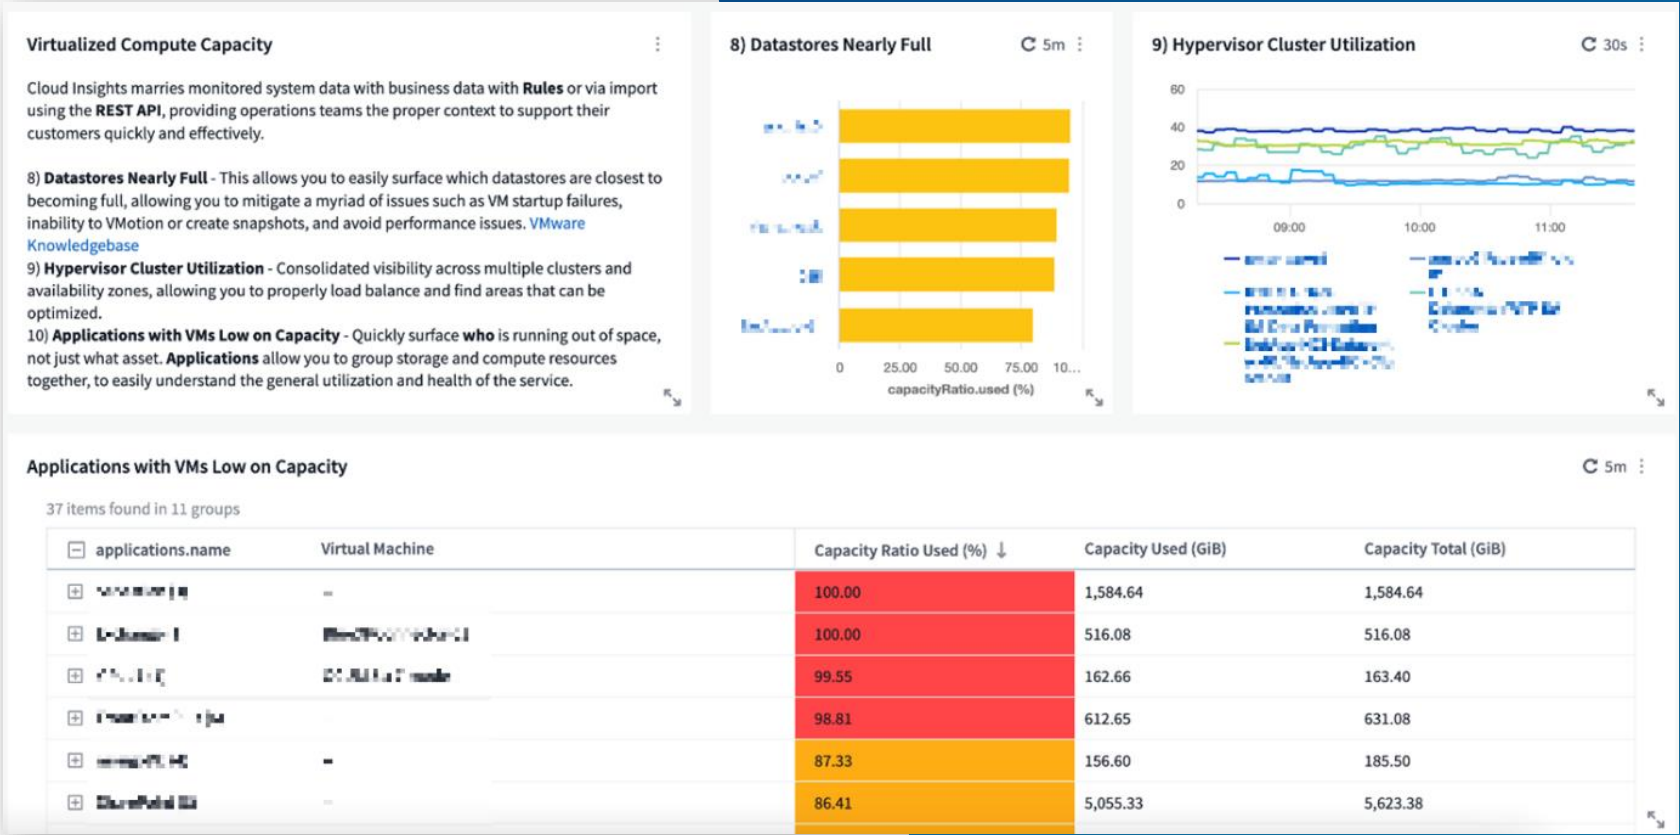 Virtualized Compute Capacity
Cloud Insights marries monitored system data with business data with Rules or via import
using the REST API, providing operations teams the proper context to support their
customers quickly and effectively.
8) Datastores Nearly Full - This allows you to easily surface which datastores are closest to
becoming full, allowing you to mitigate a myriad of issues such as VM startup failures,
inability to VMotion or create snapshots, and avoid performance issues. VMware
Knowledgebase
9) Hypervisor Cluster Utilization - Consolidated visibility across multiple clusters and
availability zones, allowing you to properly load balance and find areas that can be
optimized.
10) Applications with VMs Low on Capacity - Quickly surface who is running out of space,
not just what asset. Applications allow you to group storage and compute resources
together, to easily understand the general utilization and health of the service.
8) Datastores Nearly Full 5m
0 25.00 50.00 75.00 10...
capacityRatio.used (%)
9) Hypervisor Cluster Utilization 30s
60
40
20
0
09:00 10:00 11:00
Applications with VMs Low on Capacity 5m
37 items found in 11 groups
applications.name Virtual Machine Capacity Ratio Used (%) Capacity Used (GiB) Capacity Total (GiB)
100.00 1,584.64 1,584.64
100.00 516.08 516.08
99.55 162.66 163.40
98.81 612.65 631.08
87.33 156.60 185.50
86.41 5,055.33 5,623.38